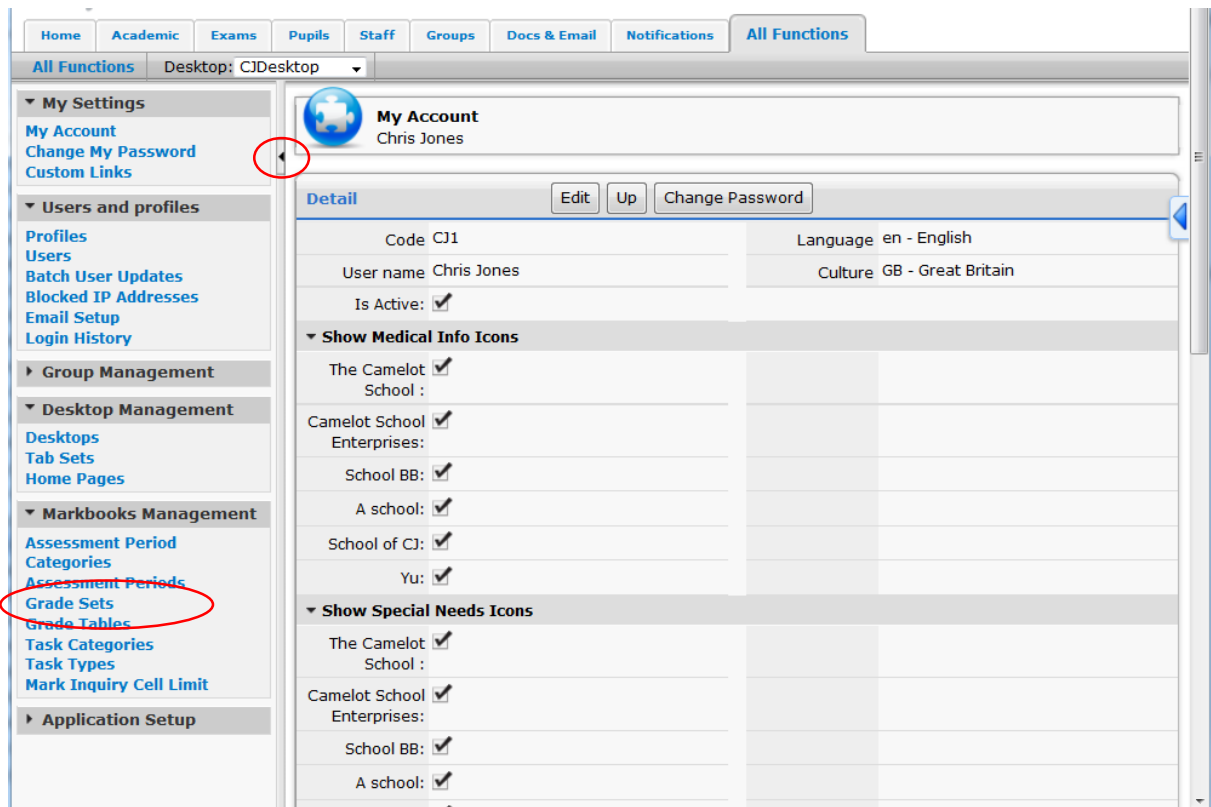 Home Academic Exams Pupils Staff Groups Docs & Email Notifications All Functions
All Functions Desktop: CJDesktop
My Settings
My Account
Change My Password
Custom Links
Users and profiles
Profiles
Users
Batch User Updates
Blocked IP Addresses
Email Setup
Login History
Group Management
Desktop Management
Desktops
Tab Sets
Home Pages
Markbooks Management
Assessment Period
Categories
Assessment Periods
Grade Sets
Grade Tables
Task Categories
Task Types
Mark Inquiry Cell Limit
Application Setup
My Account
Chris Jones
Detail Edit Up Change Password
Code CJ1 Language en - English
User name Chris Jones Culture GB - Great Britain
Is Active:
Show Medical Info Icons
The Camelot
School :
Camelot School
Enterprises:
School BB:
A school:
School of CJ:
Yu:
Show Special Needs Icons
The Camelot
School :
Camelot School
Enterprises:
School BB:
A school: